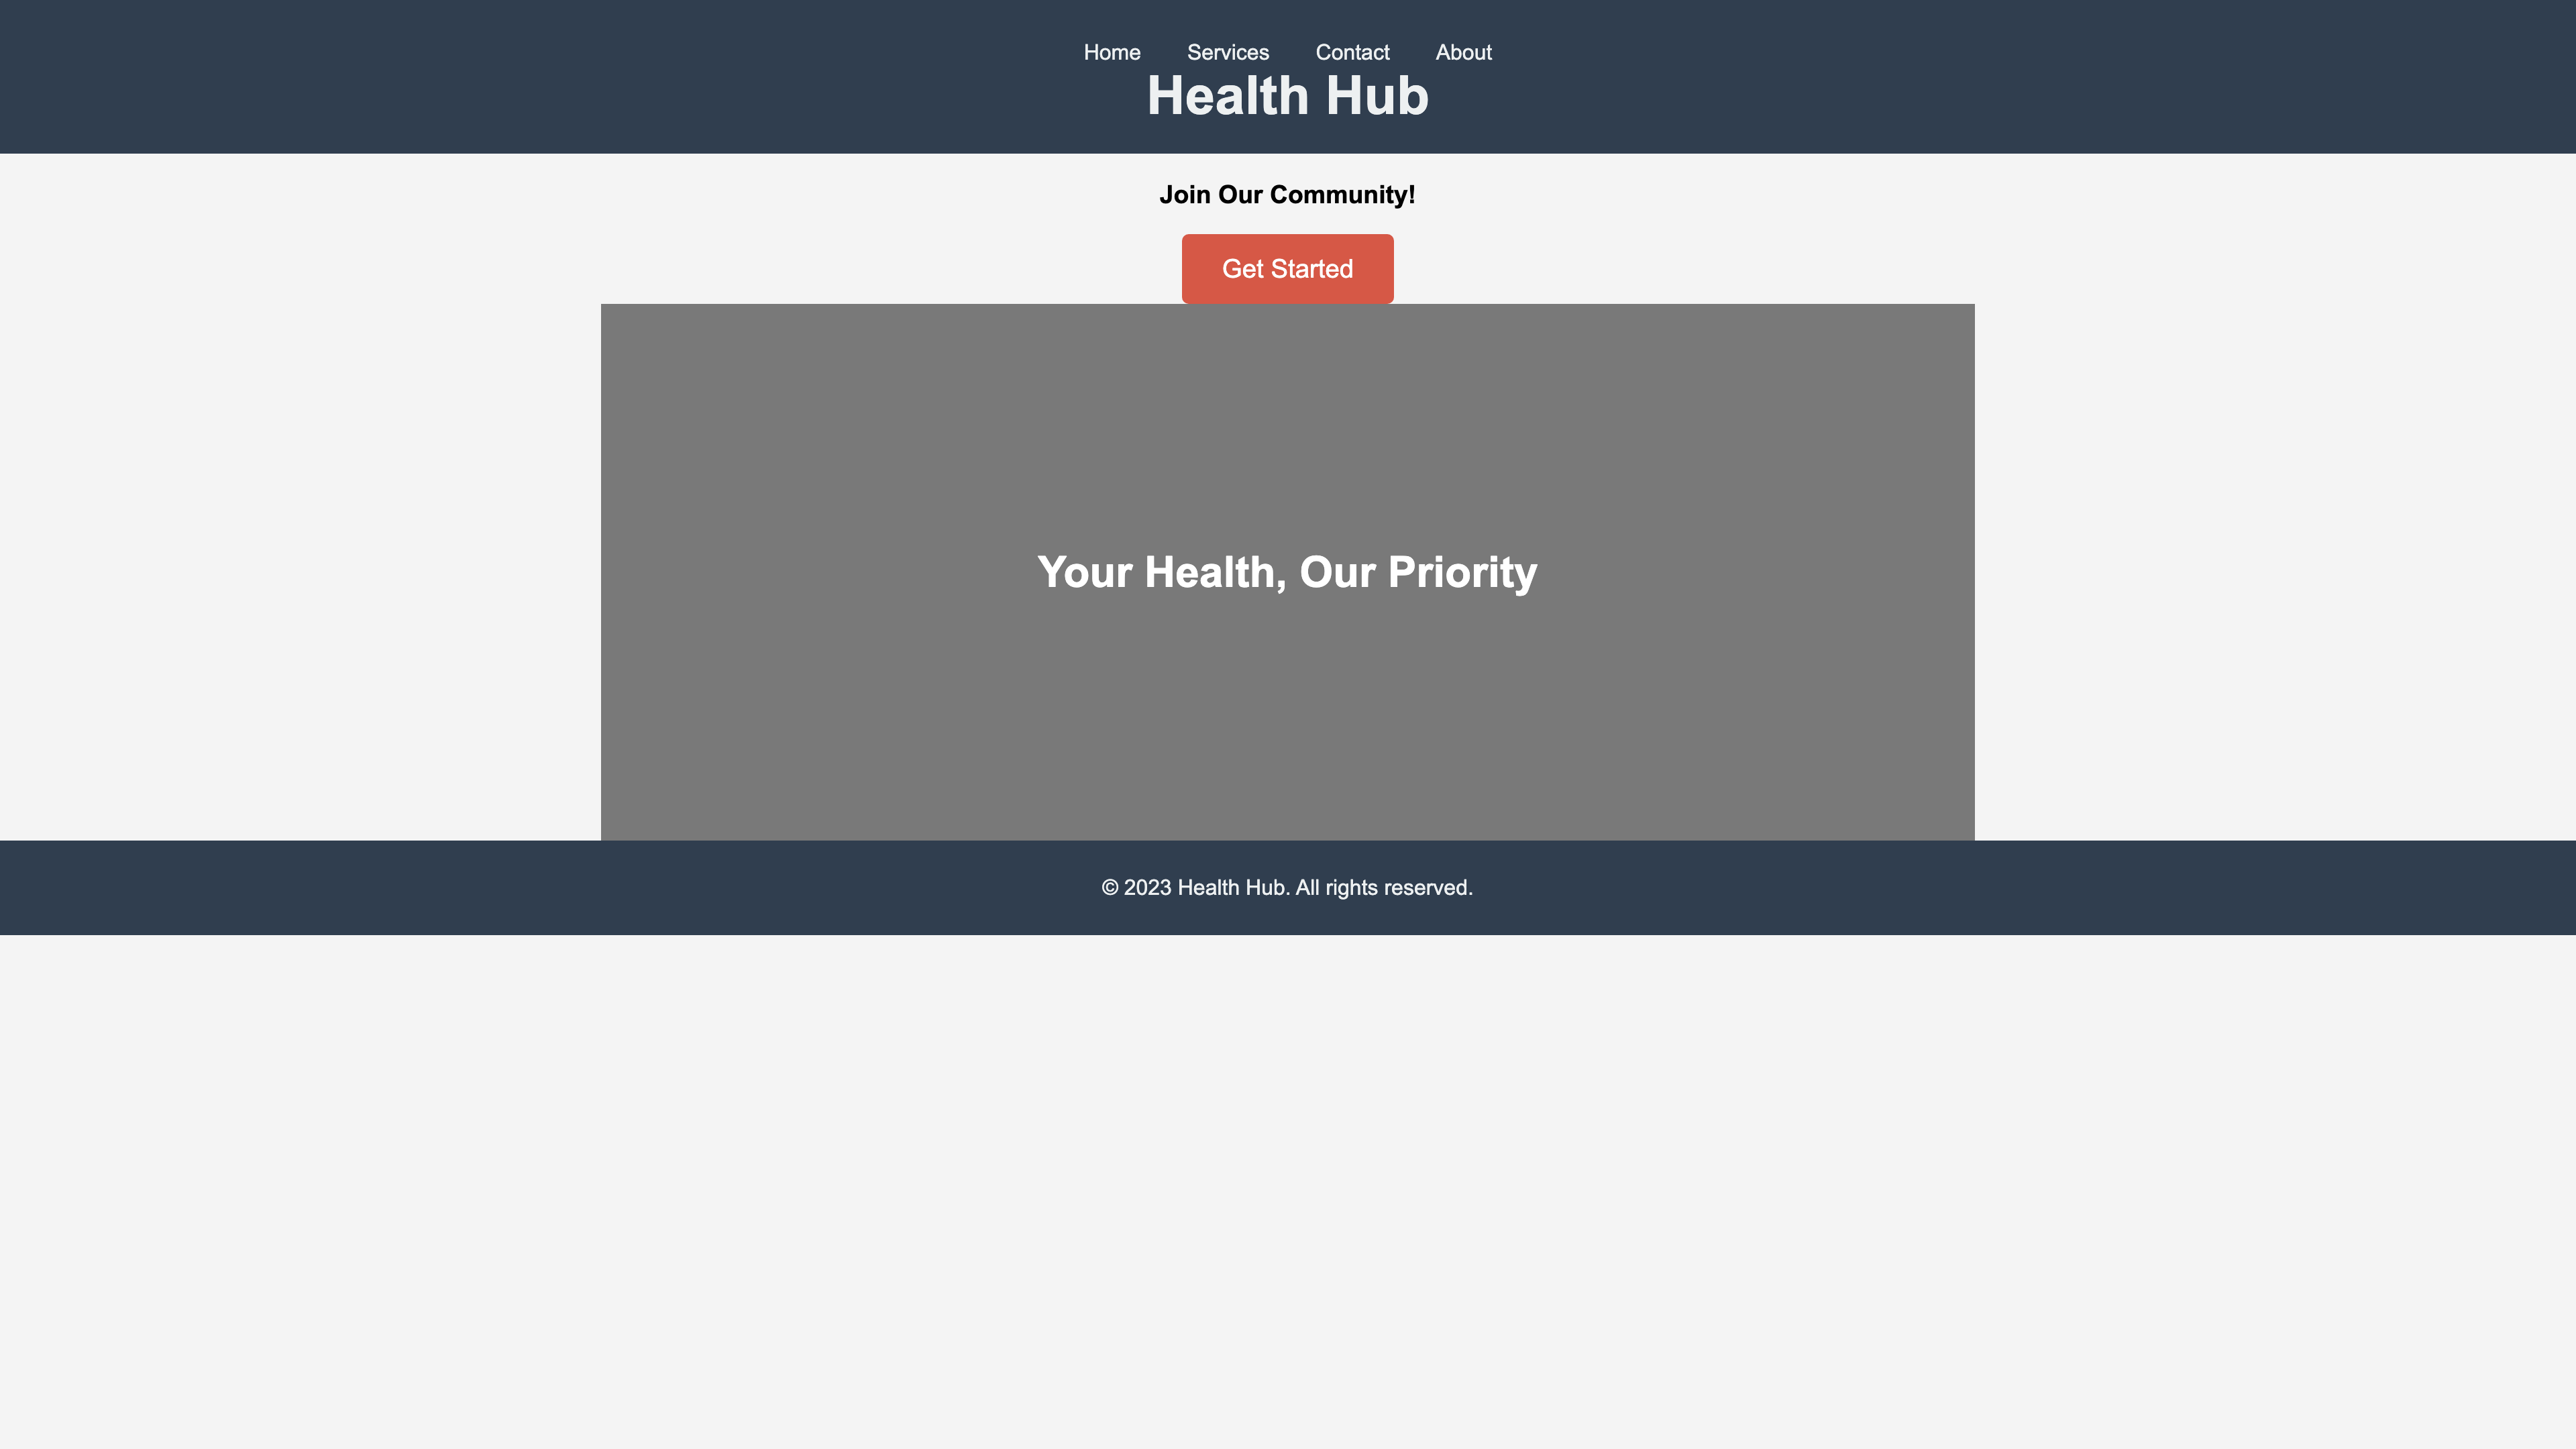 Home Services Contact About
Health Hub
Join Our Community!
Get Started
Your Health, Our Priority
© 2023 Health Hub. All rights reserved.